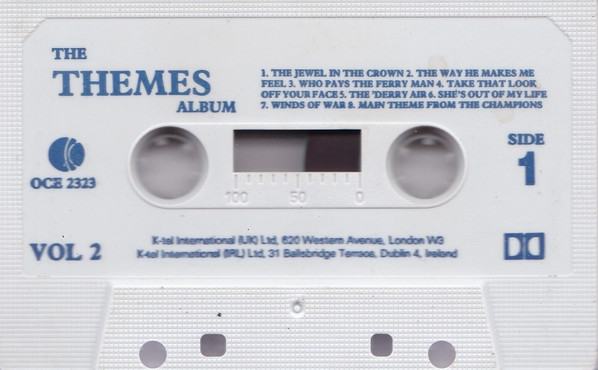 THE
THEMES
ALBUM
1. THE JEWEL IN THE CROWN 2. THE WAY HE MAKES ME
FEEL 3. WHO PAYS THE FERRY MAN 4. TAKE THAT LOOK
OFF YOUR FACE 5. THE 'DERRY AIR 6. SHE'S OUT OF MY LIFE
7. WINDS OF WAR 8. MAIN THEME FROM THE CHAMPIONS
SIDE
1
OCE 2323
100 50 0
VOL 2
K-tel International (UK) Ltd, 620 Western Avenue, London W3
K-tel International (IRL) Ltd, 31 Ballsbridge Terrace, Dublin 4, Ireland